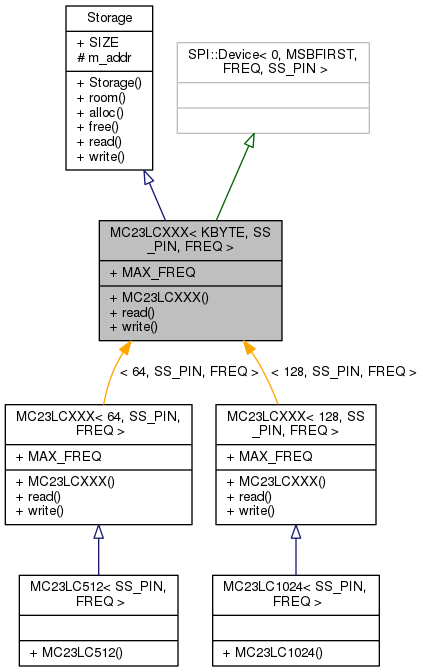 Storage
+ SIZE
# m_addr
+ Storage()
+ room()
+ alloc()
+ free()
+ read()
+ write()
SPI::Device< 0, MSBFIRST,
FREQ, SS_PIN >
MC23LCXXX< KBYTE, SS
_PIN, FREQ >
+ MAX_FREQ
+ MC23LCXXX()
+ read()
+ write()
< 64, SS_PIN, FREQ >
< 128, SS_PIN, FREQ >
MC23LCXXX< 64, SS_PIN,
FREQ >
+ MAX_FREQ
+ MC23LCXXX()
+ read()
+ write()
MC23LCXXX< 128, SS
_PIN, FREQ >
+ MAX_FREQ
+ MC23LCXXX()
+ read()
+ write()
MC23LC512< SS_PIN,
FREQ >
+ MC23LC512()
MC23LC1024< SS_PIN,
FREQ >
+ MC23LC1024()